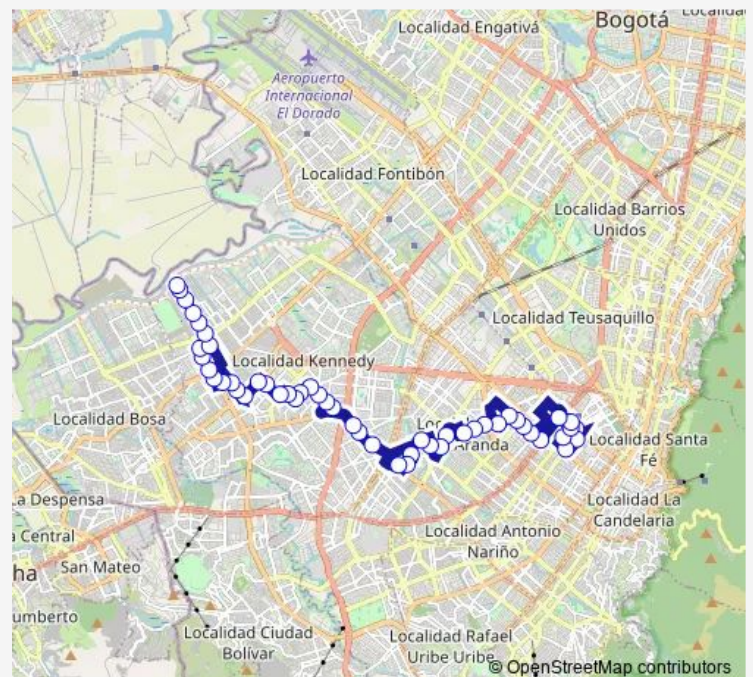 Localidad Engativá
Bogotá
Aeropuerto
Internacional
El Dorado
Localidad Fontibón
Localidad Barrios
Unidos
Localidad Teusaquillo
Localidad Kennedy
Localidad Bosa
Aranda
Localidad Santa
Fé
a Despensa
Localidad La
Candelaria
a Central
Localidad Antonio
Nariño
San Mateo
ha
umberto
Localidad Ciudad
Bolívar
Localidad Rafael
Uribe Uribe
© OpenStreetMap contributors